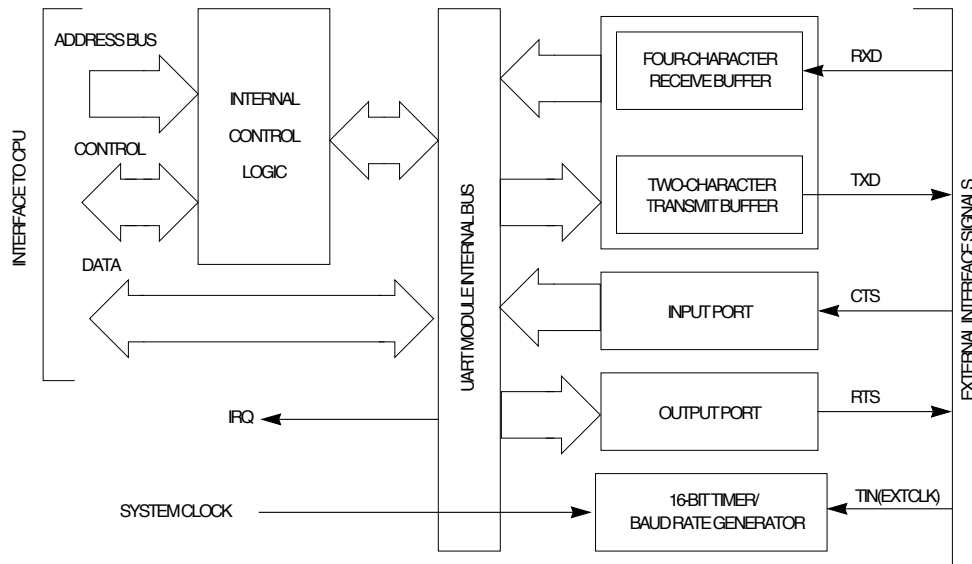 ADDRESS BUS
INTERNAL
CONTROL
LOGIC
CONTROL
DATA
INTERFACE TO CPU
IRQ
SYSTEM CLOCK
UART MODULE INTERNAL BUS
FOUR-CHARACTER
RECEIVE BUFFER
TWO-CHARACTER
TRANSMIT BUFFER
INPUT PORT
OUTPUT PORT
16-BIT TIMER/
BAUD RATE GENERATOR
RXD
TXD
CTS
RTS
TIN(EXTCLK)
EXTERNAL INTERFACE SIGNALS